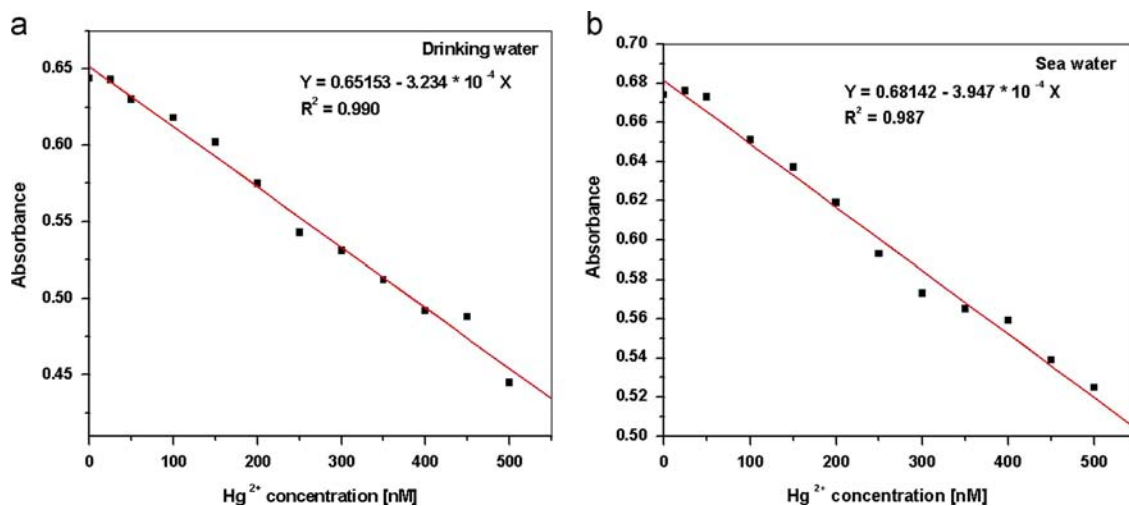 a
Drinking water
Y = 0.65153 - 3.234 * 10⁻⁴ X
R² = 0.990
Absorbance
0.65
0.60
0.55
0.50
0.45
0
100
200
300
400
500
Hg²⁺ concentration [nM]
b
Sea water
Y = 0.68142 - 3.947 * 10⁻⁴ X
R² = 0.987
Absorbance
0.70
0.68
0.66
0.64
0.62
0.60
0.58
0.56
0.54
0.52
0.50
0
100
200
300
400
500
Hg²⁺ concentration [nM]